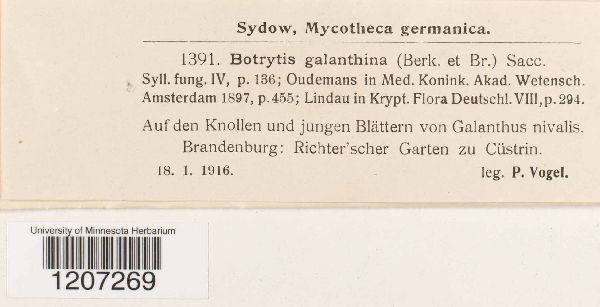 Sydow, Mycotheca germanica.
1391. Botrytis galanthina (Berk. et Br.) Sacc.
Syll. fung. IV, p. 136; Oudemans in Med. Konink. Akad. Wetensch.
Amsterdam 1897, p. 455; Lindau in Krypt. Flora Deutschl. VIII, p. 294.
Auf den Knollen und jungen Blättern von Galanthus nivalis.
Brandenburg: Richter'scher Garten zu Cüstrin.
18. I. 1916. leg. P. Vogel.
University of Minnesota Herbarium
1207269